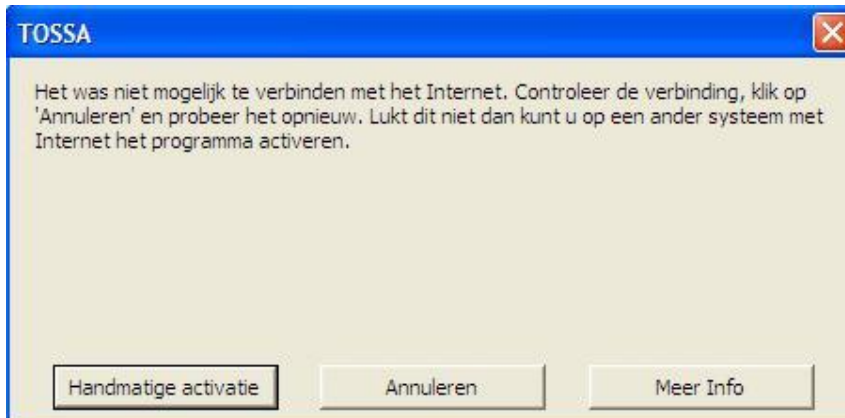 TOSSA
Het was niet mogelijk te verbinden met het Internet. Controleer de verbinding, klik op
'Annuleren' en probeer het opnieuw. Lukt dit niet dan kunt u op een ander systeem met
Internet het programma activeren.
Handmatige activatie Annuleren Meer Info